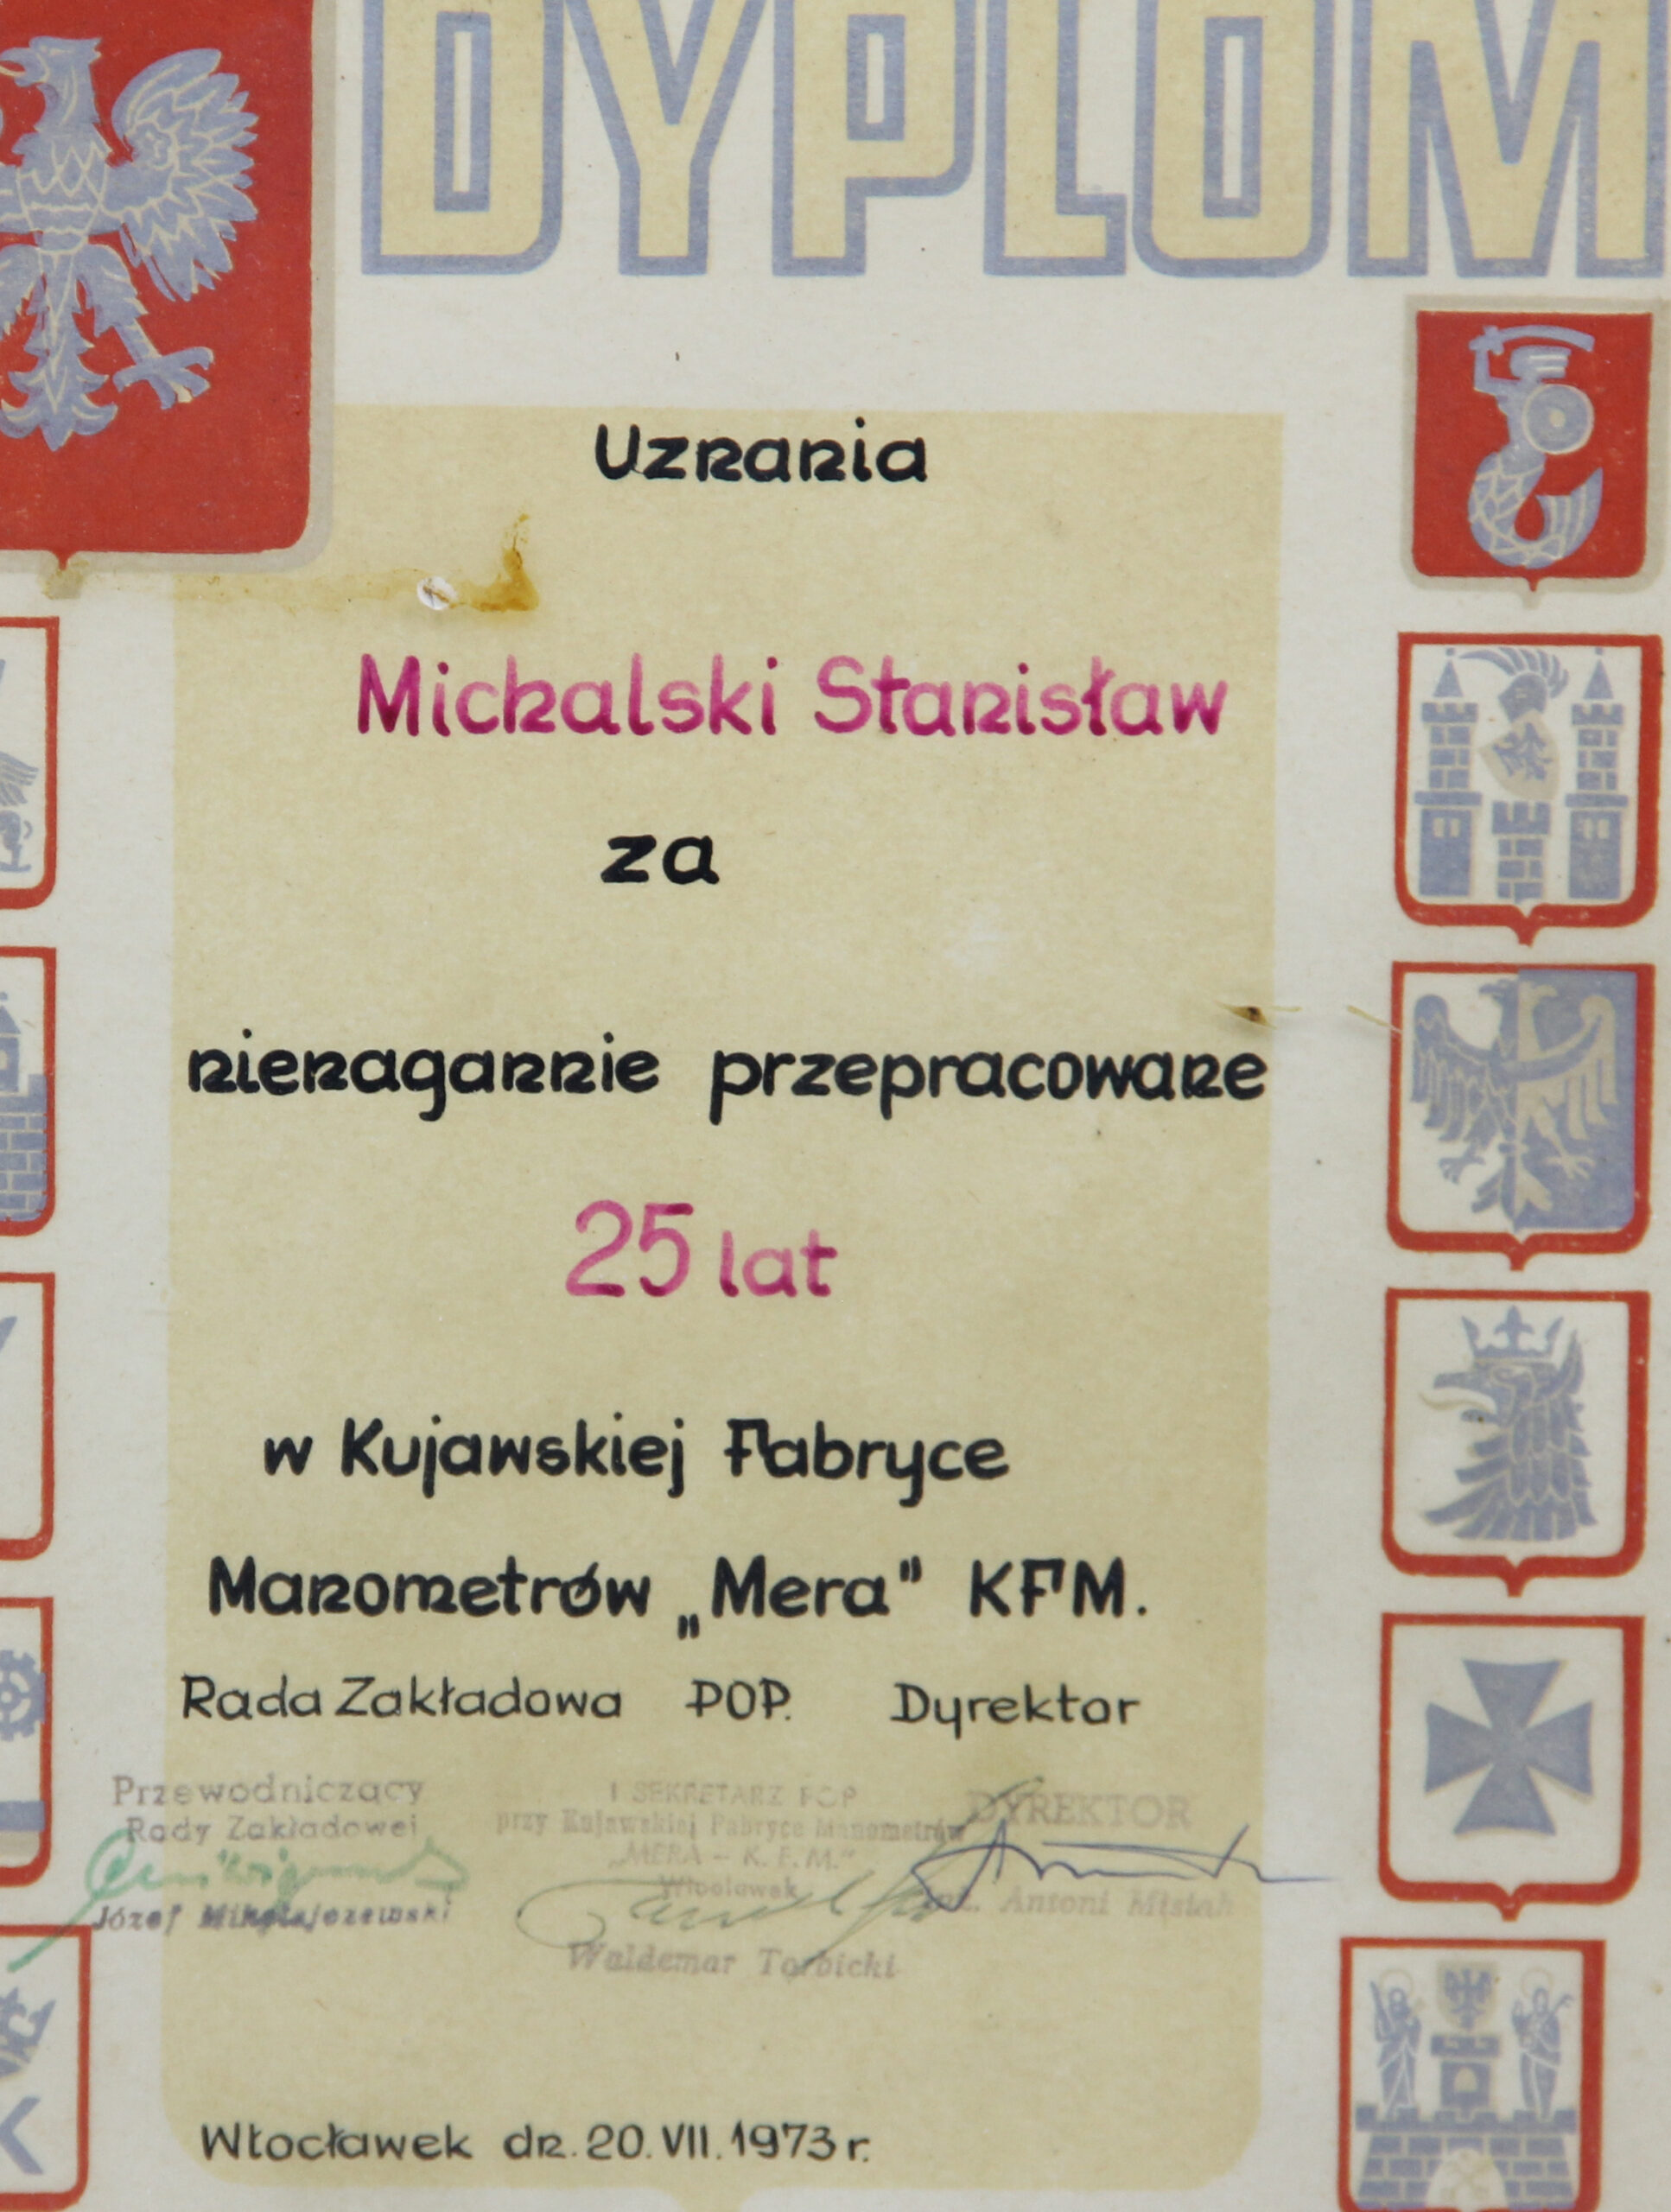 DYPLOM
Uznania
Michalski Stanisław
za
nienagannie przepracowane
25 lat
w Kujawskiej Fabryce
Manometrów „Mera" KFM.
Rada Zakładowa POP. Dyrektor
Przewodniczący
Rady Zakładowej
Józef Mikołajczewski
I SEKRETARZ POP
przy Kujawskiej Fabryce Manometrów
„MERA - K. F. M."
Włocławek
Waldemar Torbicki
DYREKTOR
Antoni Misiak
Włocławek dn. 20. VII. 1973 r.
K